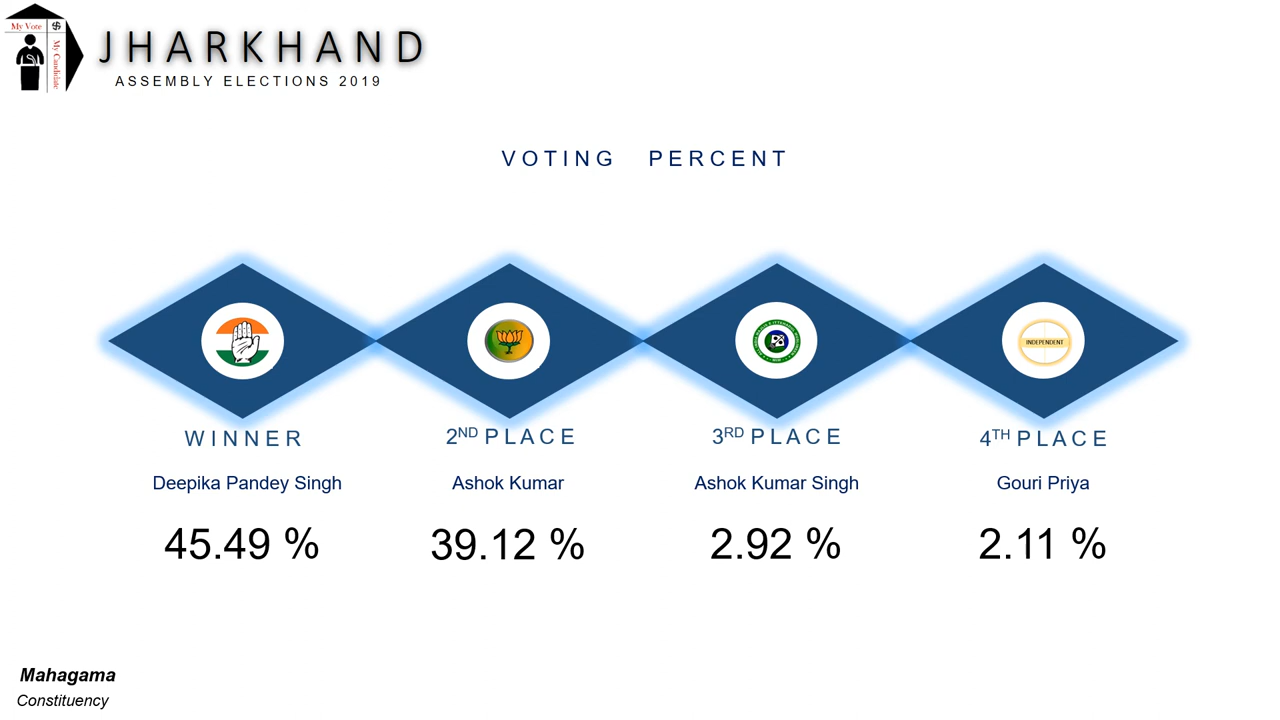 My Vote
My Candidate
JHARKHAND
ASSEMBLY ELECTIONS 2019
VOTING PERCENT
INDEPENDENT
WINNER
2ND PLACE
3RD PLACE
4TH PLACE
Deepika Pandey Singh
Ashok Kumar
Ashok Kumar Singh
Gouri Priya
45.49 %
39.12 %
2.92 %
2.11 %
Mahagama
Constituency